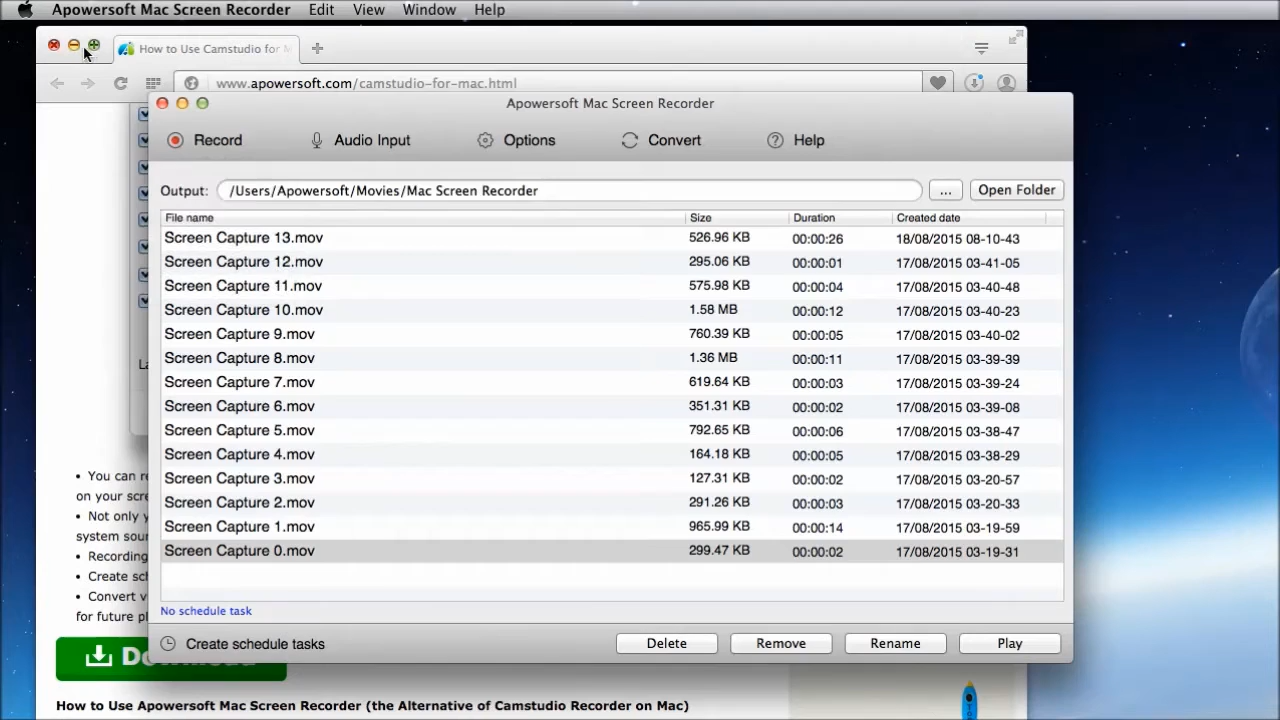 Apowersoft Mac Screen Recorder Edit View Window Help
How to Use Camstudio for M
www.apowersoft.com/camstudio-for-mac.html
Apowersoft Mac Screen Recorder
Record Audio Input Options Convert Help
Output: /Users/Apowersoft/Movies/Mac Screen Recorder ... Open Folder
File name Size Duration Created date
Screen Capture 13.mov 526.96 KB 00:00:26 18/08/2015 08-10-43
Screen Capture 12.mov 295.06 KB 00:00:01 17/08/2015 03-41-05
Screen Capture 11.mov 575.98 KB 00:00:04 17/08/2015 03-40-48
Screen Capture 10.mov 1.58 MB 00:00:12 17/08/2015 03-40-23
Screen Capture 9.mov 760.39 KB 00:00:05 17/08/2015 03-40-02
Screen Capture 8.mov 1.36 MB 00:00:11 17/08/2015 03-39-39
Screen Capture 7.mov 619.64 KB 00:00:03 17/08/2015 03-39-24
Screen Capture 6.mov 351.31 KB 00:00:02 17/08/2015 03-39-08
Screen Capture 5.mov 792.65 KB 00:00:06 17/08/2015 03-38-47
Screen Capture 4.mov 164.18 KB 00:00:05 17/08/2015 03-38-29
Screen Capture 3.mov 127.31 KB 00:00:02 17/08/2015 03-20-57
Screen Capture 2.mov 291.26 KB 00:00:03 17/08/2015 03-20-33
Screen Capture 1.mov 965.99 KB 00:00:14 17/08/2015 03-19-59
Screen Capture 0.mov 299.47 KB 00:00:02 17/08/2015 03-19-31
No schedule task
Create schedule tasks Delete Remove Rename Play
La
• You can re
on your scre
• Not only y
system sour
• Recording
• Create sch
• Convert v
for future pl
Download
How to Use Apowersoft Mac Screen Recorder (the Alternative of Camstudio Recorder on Mac)